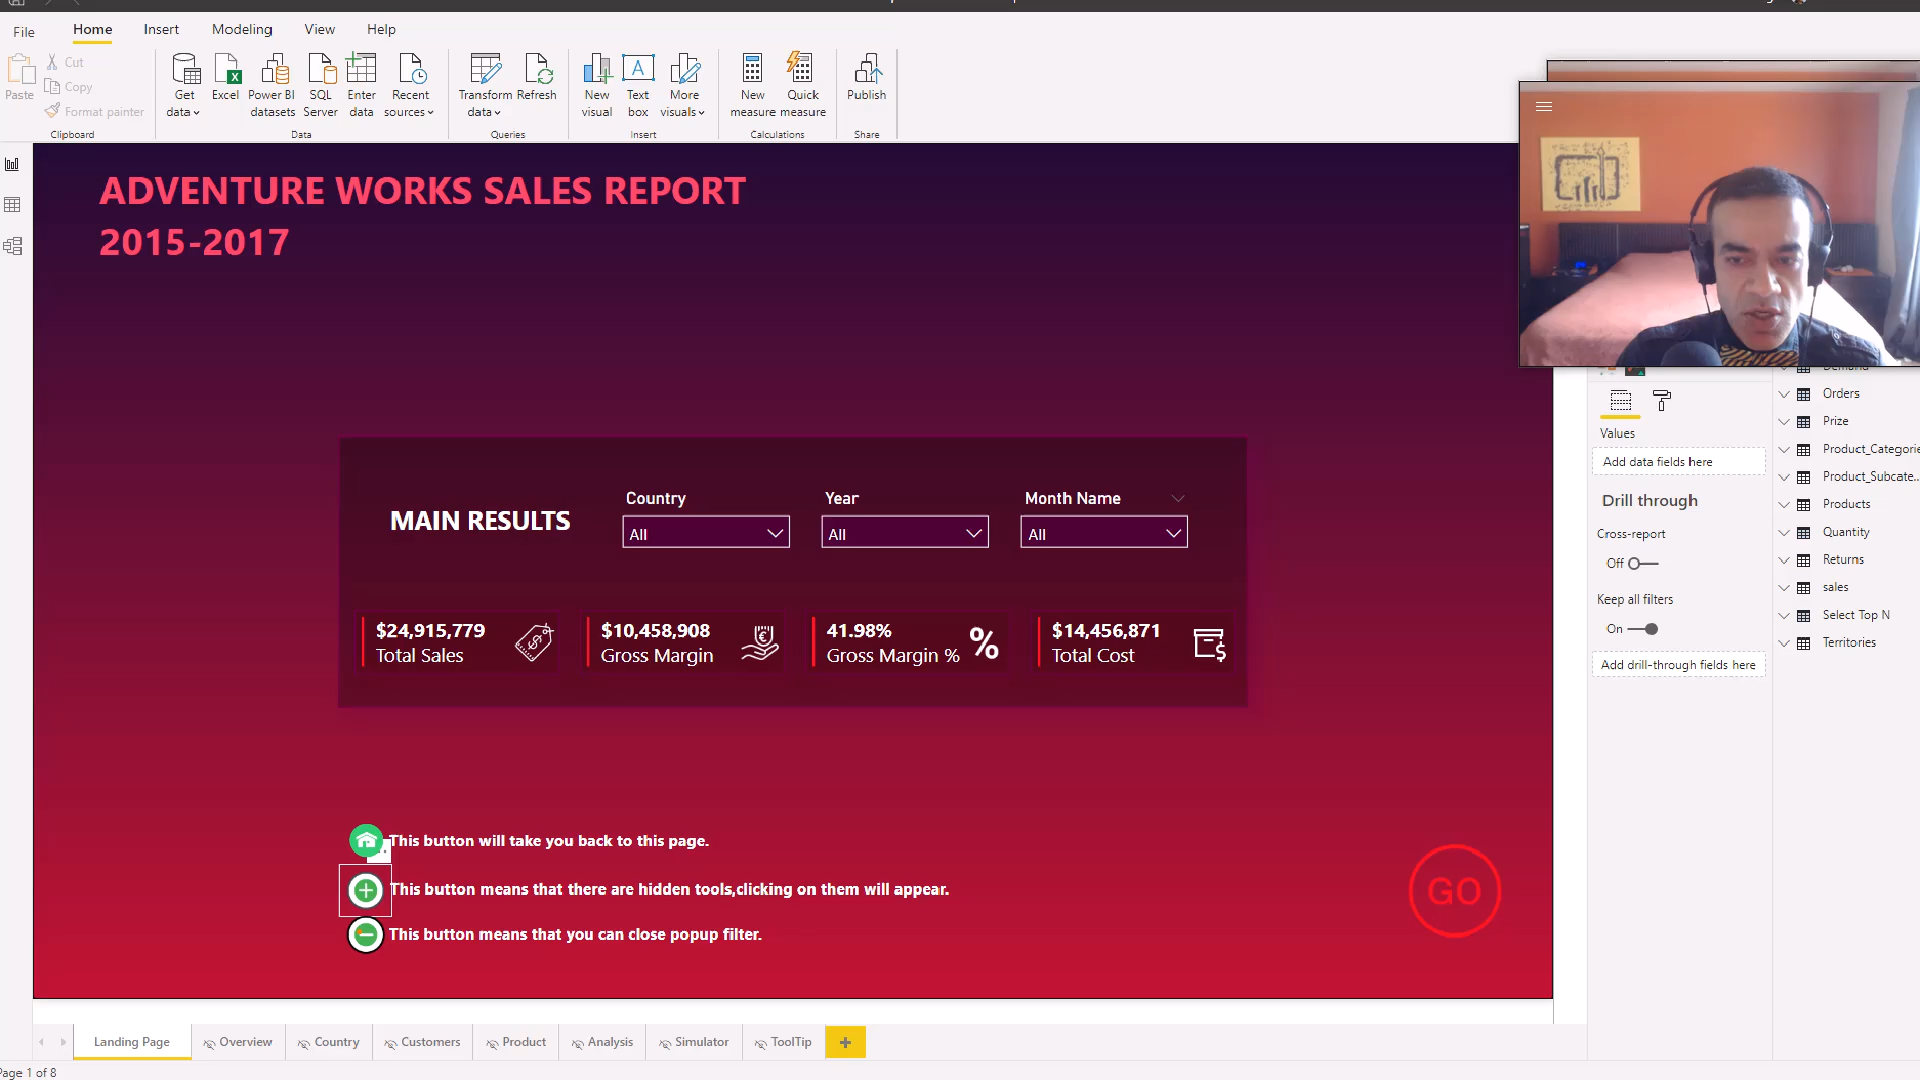 File
Home
Insert
Modeling
View
Help
Paste
Cut
Copy
Format painter
Clipboard
Get
data
Excel
Power BI
datasets
SQL
Server
Enter
data
Recent
sources
Data
Transform
data
Refresh
Queries
New
visual
Text
box
More
visuals
Insert
New
measure
Quick
measure
Calculations
Publish
Share
ADVENTURE WORKS SALES REPORT
2015-2017
MAIN RESULTS
Country
All
Year
All
Month Name
All
$24,915,779
Total Sales
$10,458,908
Gross Margin
41.98%
Gross Margin %
%
$14,456,871
Total Cost
This button will take you back to this page.
This button means that there are hidden tools,clicking on them will appear.
This button means that you can close popup filter.
GO
Values
Add data fields here
Drill through
Cross-report
Off
Keep all filters
On
Add drill-through fields here
Demand
Orders
Prize
Product_Categorie
Product_Subcate...
Products
Quantity
Returns
sales
Select Top N
Territories
Landing Page
Overview
Country
Customers
Product
Analysis
Simulator
ToolTip
Page 1 of 8